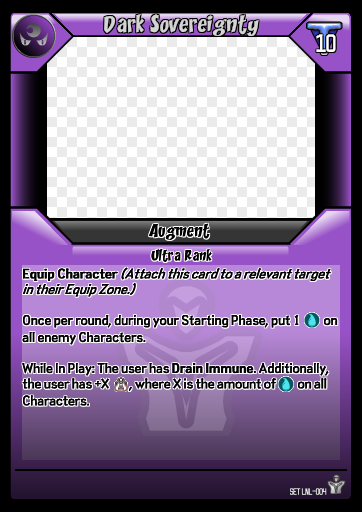 Dark Sovereignty
10
Augment
Ultra Rank
Equip Character (Attach this card to a relevant target
in their Equip Zone.)
Once per round, during your Starting Phase, put 1 on
all enemy Characters.
While In Play: The user has Drain Immune. Additionally,
the user has +X , where X is the amount of on all
Characters.
SET LNL-004